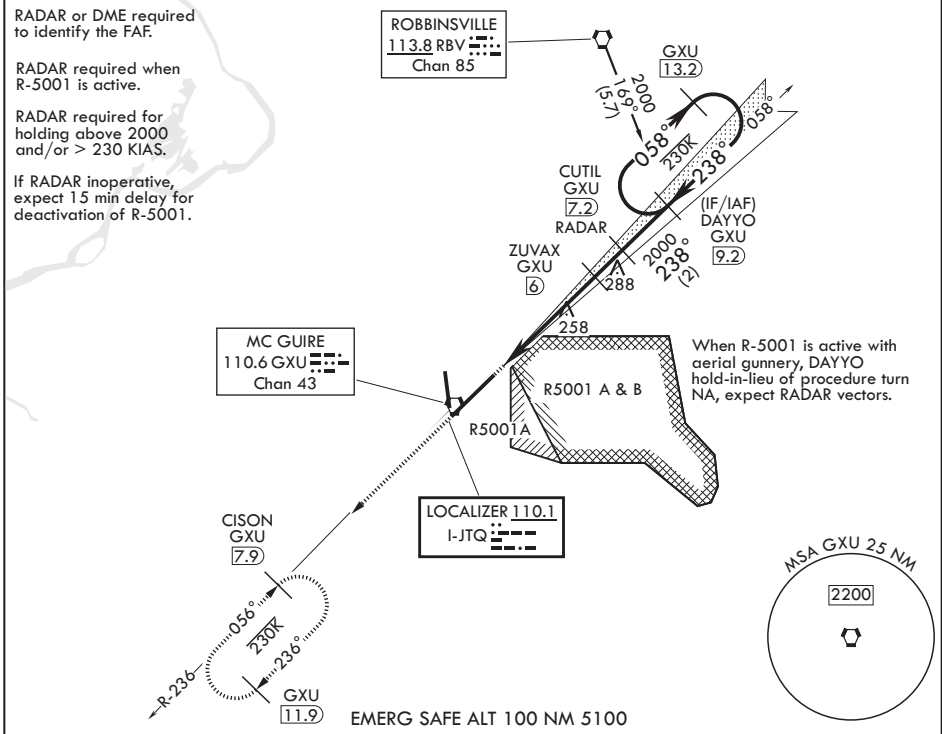 RADAR or DME required
to identify the FAF.
RADAR required when
R-5001 is active.
RADAR required for
holding above 2000
and/or > 230 KIAS.
If RADAR inoperative,
expect 15 min delay for
deactivation of R-5001.
ROBBINSVILLE
113.8 RBV
Chan 85
GXU
13.2
2000
169°
(5.7)
058°
230K
238°
058°
CUTIL
GXU
7.2
RADAR
(IF/IAF)
DAYYO
GXU
9.2
2000
238°
(2)
ZUVAX
GXU
6
288
258
MC GUIRE
110.6 GXU
Chan 43
When R-5001 is active with
aerial gunnery, DAYYO
hold-in-lieu of procedure turn
NA, expect RADAR vectors.
R5001 A & B
R5001A
LOCALIZER 110.1
I-JTQ
CISON
GXU
7.9
056°
230K
236°
R-236
GXU
11.9
MSA GXU 25 NM
2200
EMERG SAFE ALT 100 NM 5100